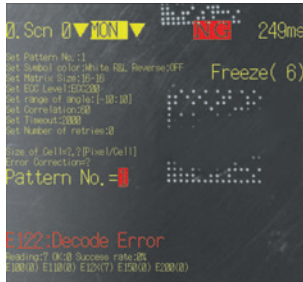 0. Scn 0▼MON ▼ NG 249ms
Freeze( 6)
Set Pattern No.:1
Set Symbol color:White R&L Reverse:OFF
Set Matrix Size:16-16
Set ECC Level:ECC200
Set range of angle:[-10:10]
Set Correlation:60
Set Timeout:2000
Set Number of retries:0
Size of Cell=?,?[Pixel/Cell]
Error Correction=?
Pattern No.=
E122:Decode Error
Reading:7 OK:0 Success rate:0%
E100(0) E110(0) E12X(7) E150(0) E200(0)